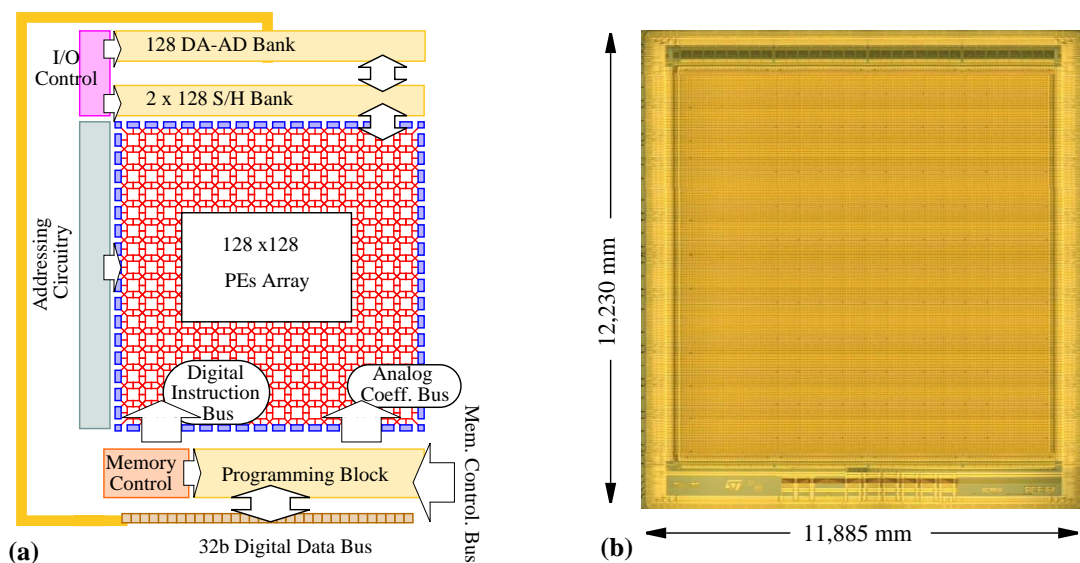 128 DA-AD Bank
I/O
Control
2 x 128 S/H Bank
Addressing
Circuitry
128 x128
PEs Array
Digital
Instruction
Bus
Analog
Coeff. Bus
Memory
Control
Programming Block
Mem. Control. Bus
32b Digital Data Bus
(a)
12,230 mm
11,885 mm
(b)